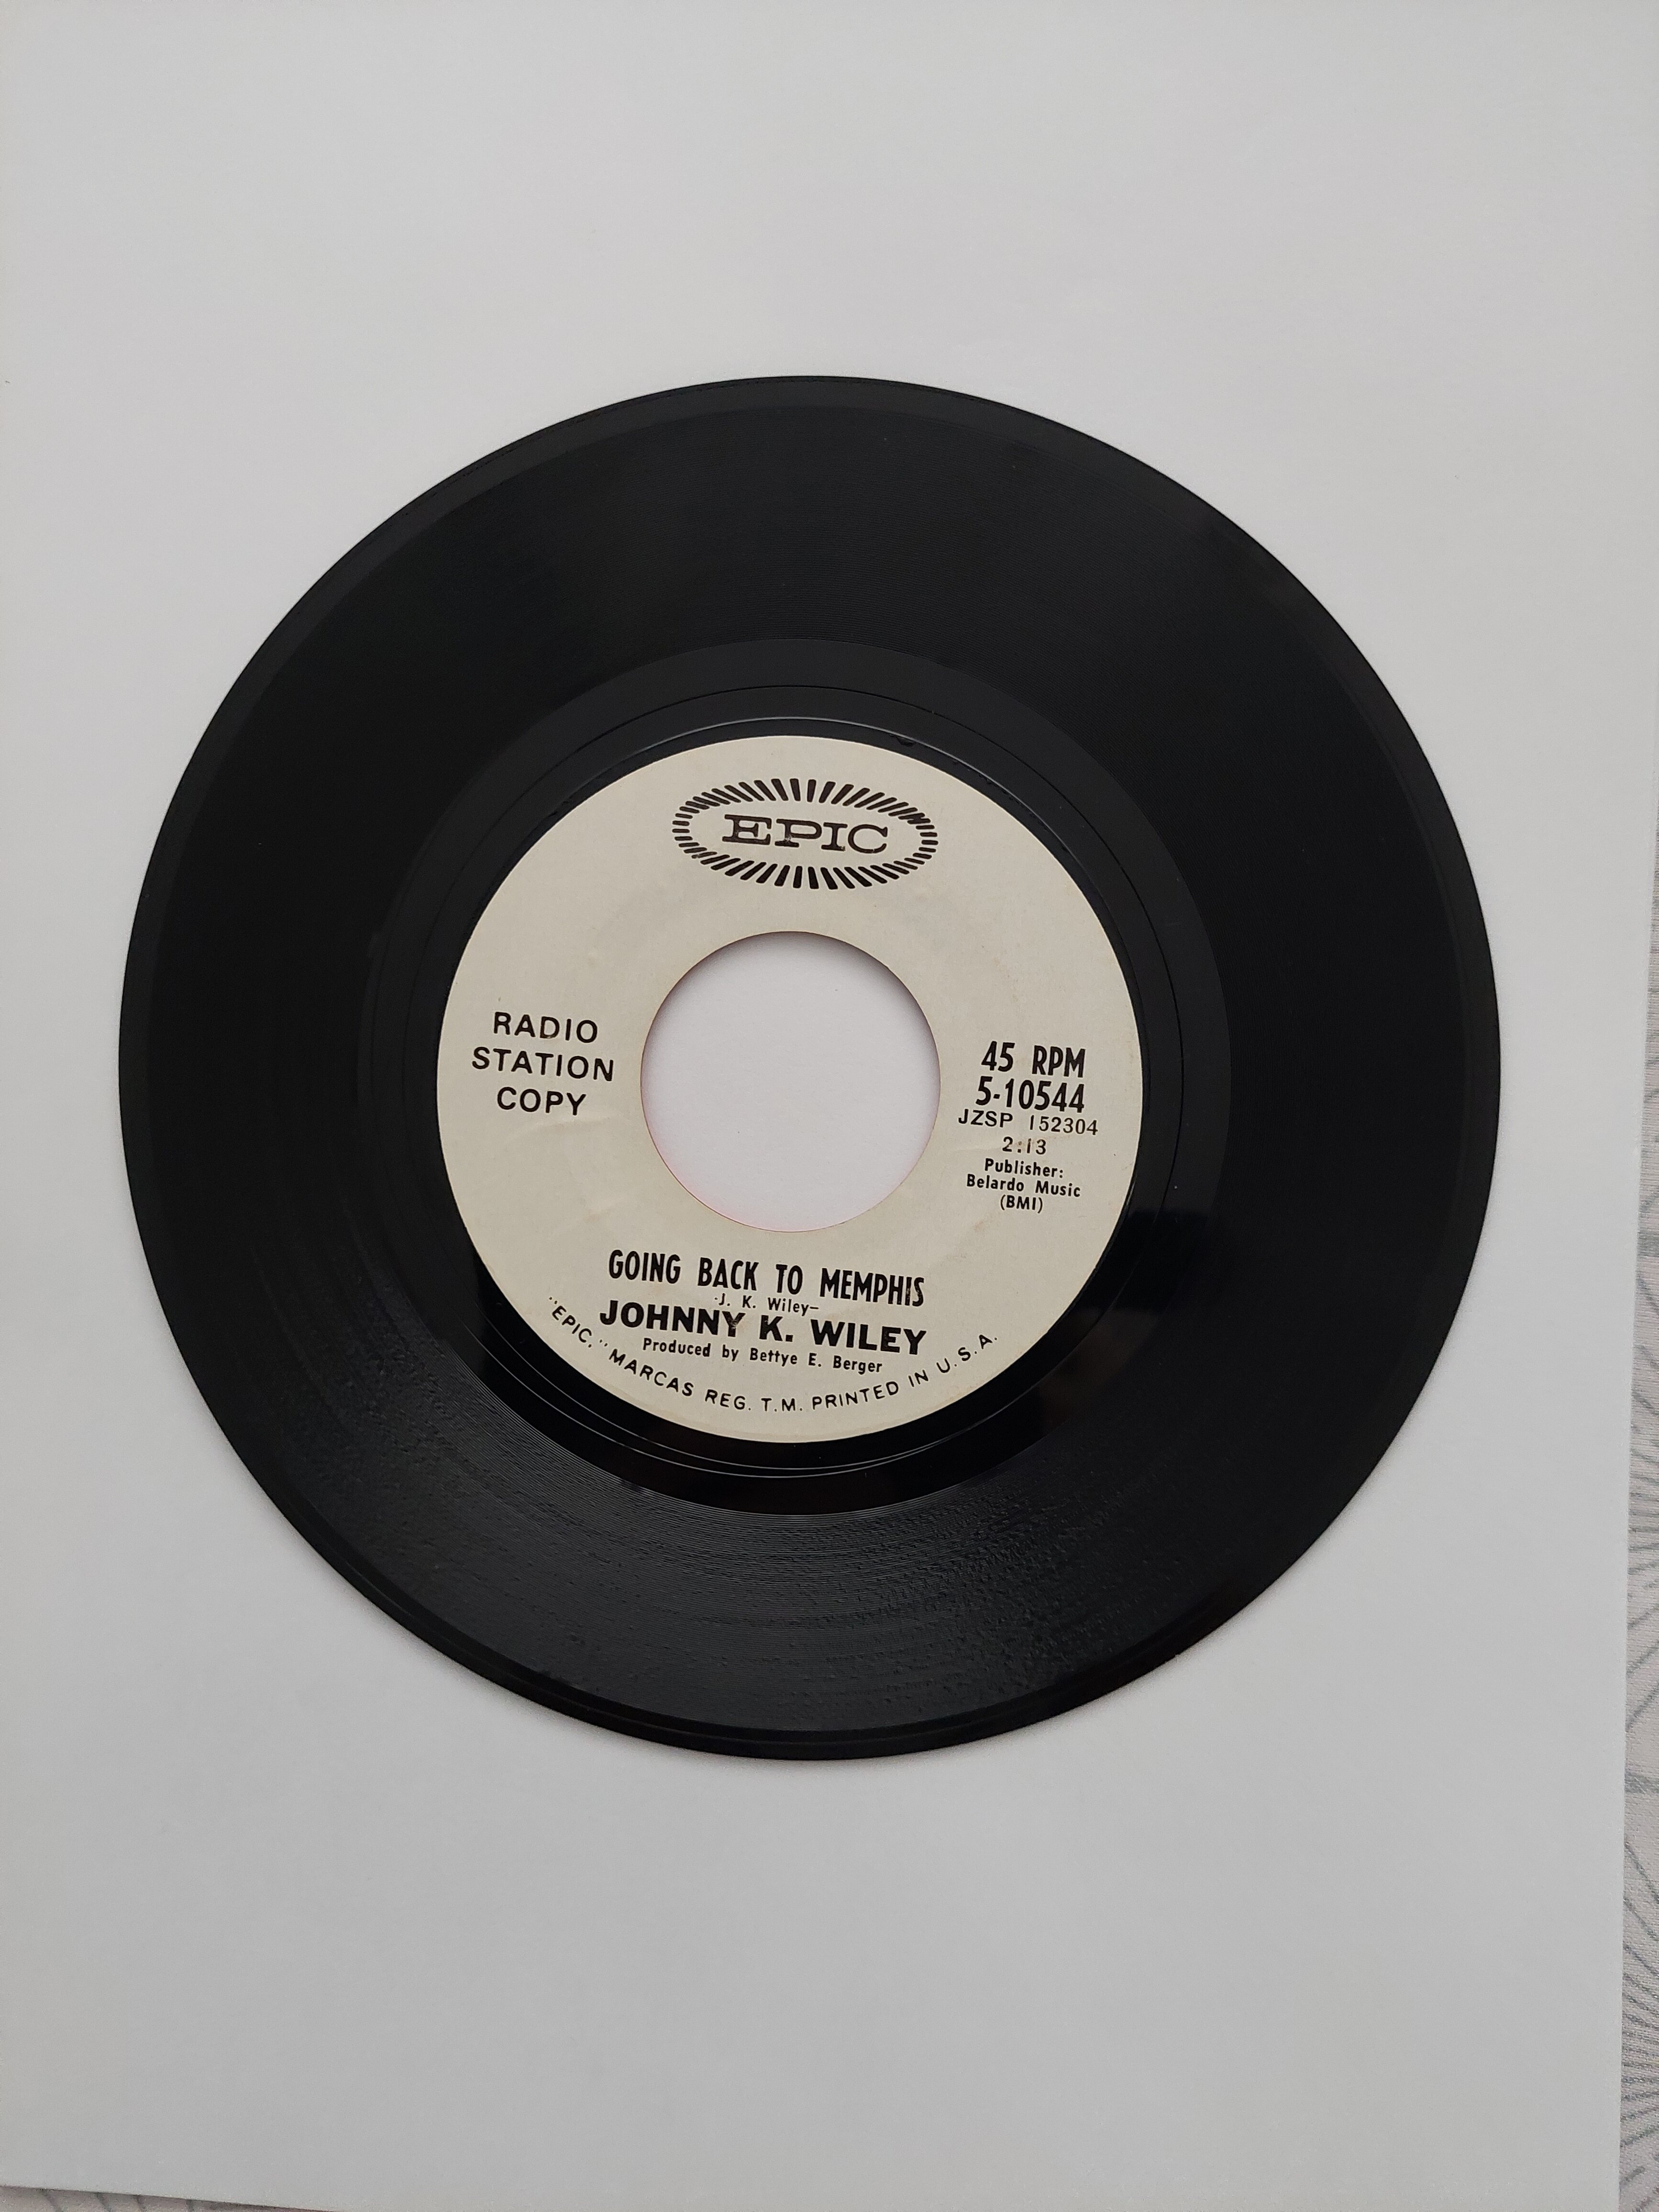 EPIC
RADIO
STATION
COPY
45 RPM
5-10544
JZSP 152304
2:13
Publisher:
Belardo Music
(BMI)
GOING BACK TO MEMPHIS
-J. K. Wiley-
JOHNNY K. WILEY
Produced by Bettye E. Berger
"EPIC," MARCAS REG. T.M. PRINTED IN U.S.A.